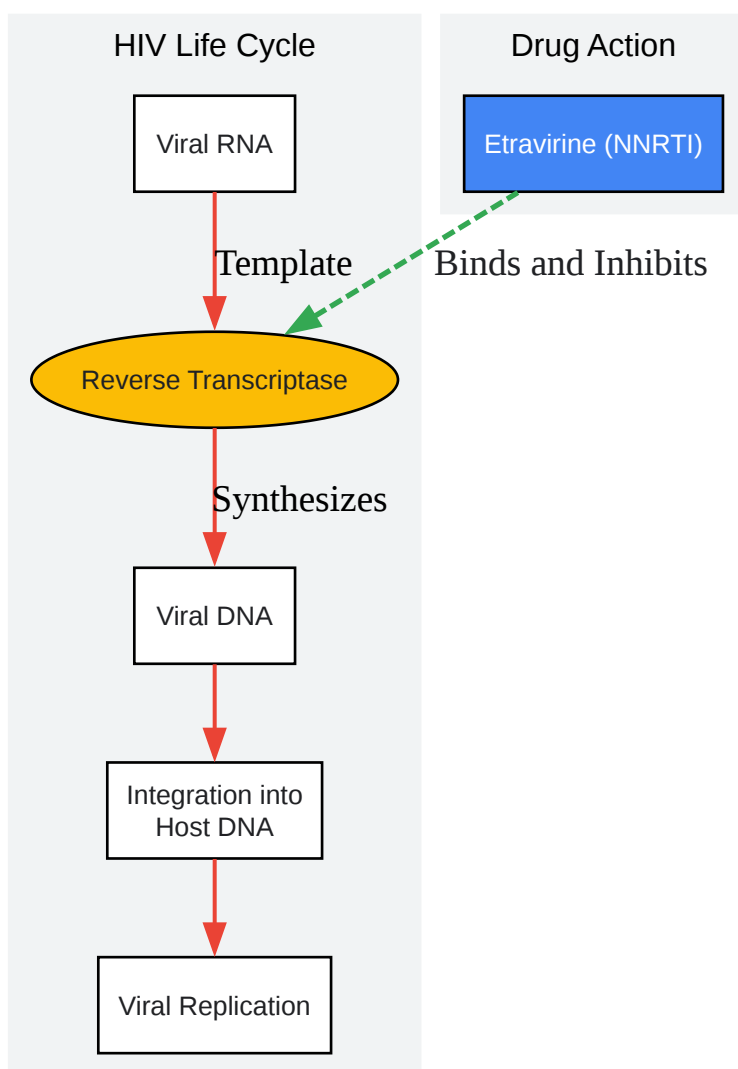 HIV Life Cycle
Drug Action
Viral RNA
Etravirine (NNRTI)
Template
Binds and Inhibits
Reverse Transcriptase
Synthesizes
Viral DNA
Integration into
Host DNA
Viral Replication